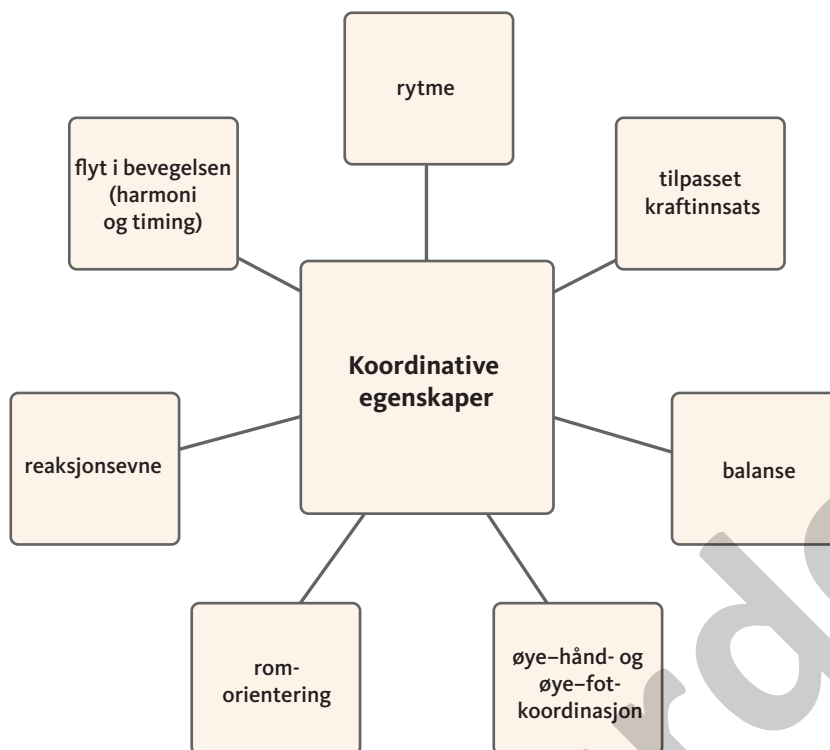 rytme
flyt i bevegelsen
(harmoni
og timing)
tilpasset
kraftinnsats
Koordinative
egenskaper
reaksjonsevne
balanse
rom-
orientering
øye–hånd- og
øye–fot-
koordinasjon